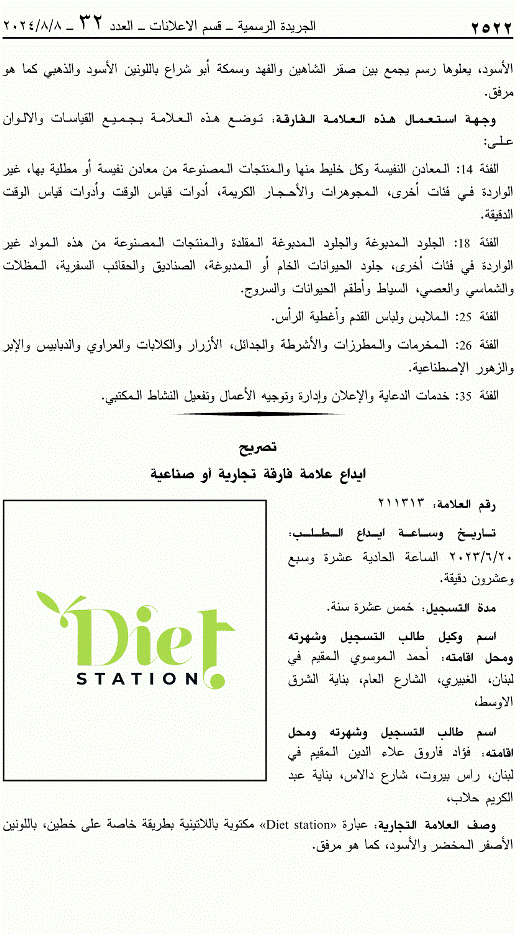 ٢٥٢٢ الجريدة الرسمية – قسم الاعلانات – العدد ٣٢ – ٢٠٢٤/٨/٨
الأسود، يعلوها رسم يجمع بين صقر الشاهين والفهد وسمكة أبو شراع باللونين الأسود والذهبي كما هو
مرفق.
وجهة استعمال هذه العلامة الفارقة: توضع هذه العلامة بجميع القياسات والالوان
على:
الفئة 14: المعادن النفيسة وكل خليط منها والمنتجات المصنوعة من معادن نفيسة أو مطلية بها، غير
الواردة في فئات أخرى، المجوهرات والأحجار الكريمة، أدوات قياس الوقت وأدوات قياس الوقت
الدقيقة.
الفئة 18: الجلود المدبوغة والجلود المدبوغة المقلدة والمنتجات المصنوعة من هذه المواد غير
الواردة في فئات أخرى، جلود الحيوانات الخام أو المدبوغة، الصناديق والحقائب السفرية، المظلات
والشماسي والعصي، السياط وأطقم الحيوانات والسروج.
الفئة 25: الملابس ولباس القدم وأغطية الرأس.
الفئة 26: المخرمات والمطرزات والأشرطة والجدائل، الأزرار والكلابات والعراوي والدبابيس والإبر
والزهور الإصطناعية.
الفئة 35: خدمات الدعاية والإعلان وإدارة وتوجيه الأعمال وتفعيل النشاط المكتبي.
تصريح
ايداع علامة فارقة تجارية أو صناعية
رقم العلامة: ٢١١٣١٣
تاريخ وساعة ايداع الطلب:
٢٠٢٣/٦/٢٠ الساعة الحادية عشرة وسبع
وعشرون دقيقة.
مدة التسجيل: خمس عشرة سنة.
اسم وكيل طالب التسجيل وشهرته
ومحل اقامته: أحمد الموسوي المقيم في
لبنان، الغبيري، الشارع العام، بناية الشرق
الاوسط،
اسم طالب التسجيل وشهرته ومحل
اقامته: فؤاد فاروق علاء الدين المقيم في
لبنان، راس بيروت، شارع دالاس، بناية عبد
الكريم حلاب،
Diet
STATION
وصف العلامة التجارية: عبارة «Diet station» مكتوبة باللاتينية بطريقة خاصة على خطين، باللونين
الأصفر المخضر والأسود، كما هو مرفق.